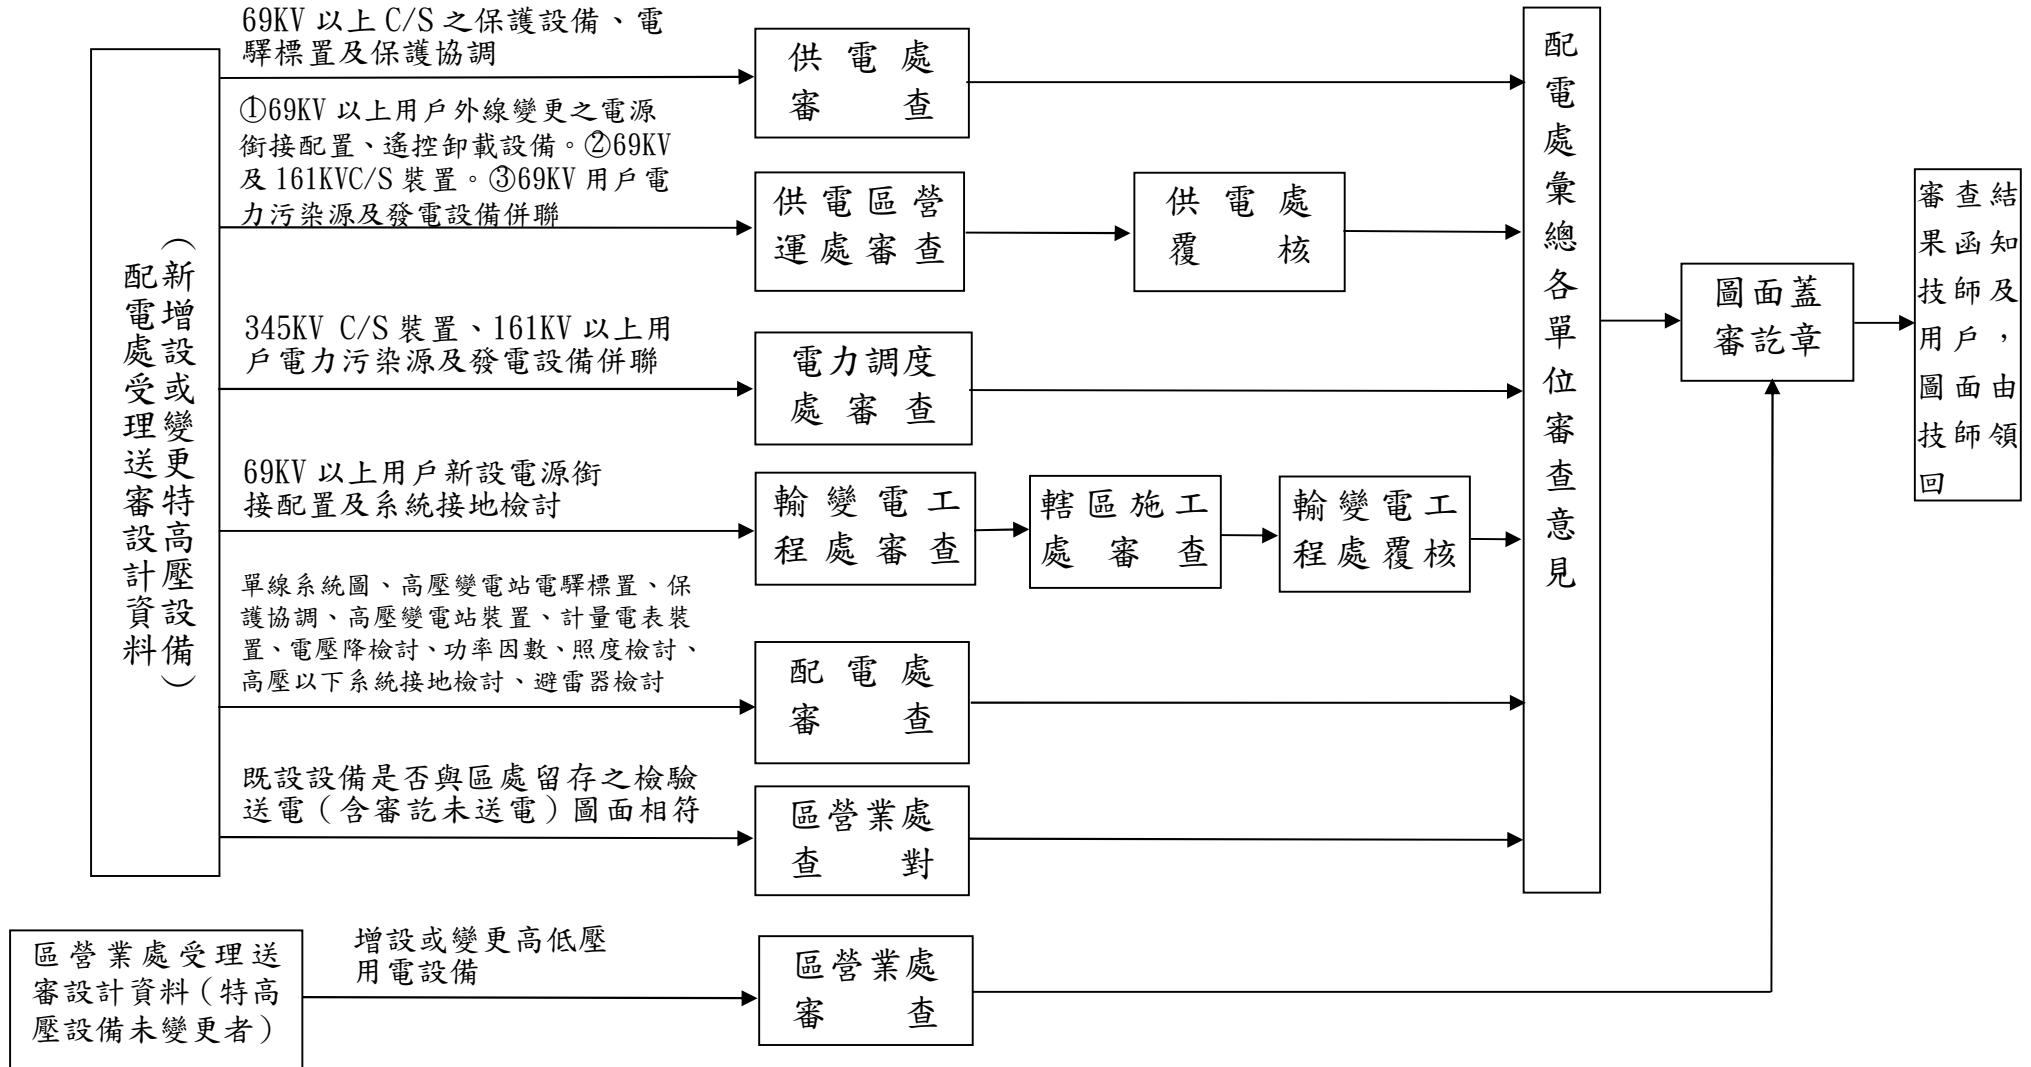 配電處受理送審設計資料
（新增設或變更特高壓設備）
69KV 以上 C/S 之保護設備、電
驛標置及保護協調
供電處
審查
①69KV 以上用戶外線變更之電源
銜接配置、遙控卸載設備。②69KV
及 161KVC/S 裝置。③69KV 用戶電
力污染源及發電設備併聯
供電區營
運處審查
供電處
覆核
345KV C/S 裝置、161KV 以上用
戶電力污染源及發電設備併聯
電力調度
處審查
69KV 以上用戶新設電源銜
接配置及系統接地檢討
輸變電工
程處審查
轄區施工
處審查
輸變電工
程處覆核
單線系統圖、高壓變電站電驛標置、保
護協調、高壓變電站裝置、計量電表裝
置、電壓降檢討、功率因數、照度檢討、
高壓以下系統接地檢討、避雷器檢討
配電處
審查
既設設備是否與區處留存之檢驗
送電（含審訖未送電）圖面相符
區營業處
查對
配電處彙總各單位審查意見
圖面蓋
審訖章
審查結
果函知
技師及
用戶，
圖面由
技師領
回
區營業處受理送
審設計資料（特高
壓設備未變更者）
增設或變更高低壓
用電設備
區營業處
審查